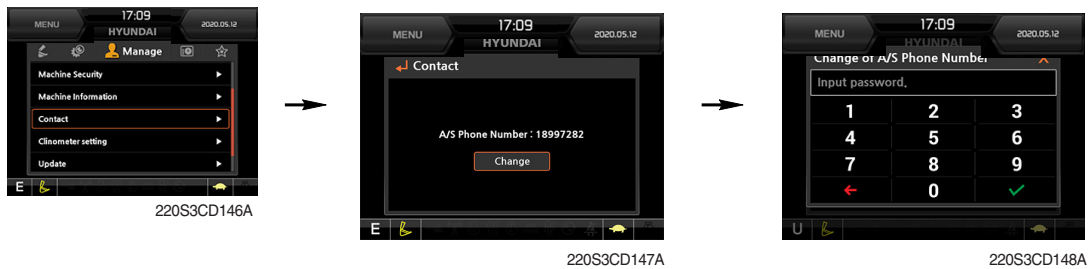 MENU
17:09
HYUNDAI
2020.05.12
Manage
Machine Security
Machine Information
Contact
Clinometer setting
Update
E
220S3CD146A
MENU
17:09
HYUNDAI
2020.05.12
Contact
A/S Phone Number : 18997282
Change
E
220S3CD147A
MENU
17:09
HYUNDAI
2020.05.12
Change of A/S Phone Number
X
Input password.
1 2 3
4 5 6
7 8 9
0
U
220S3CD148A